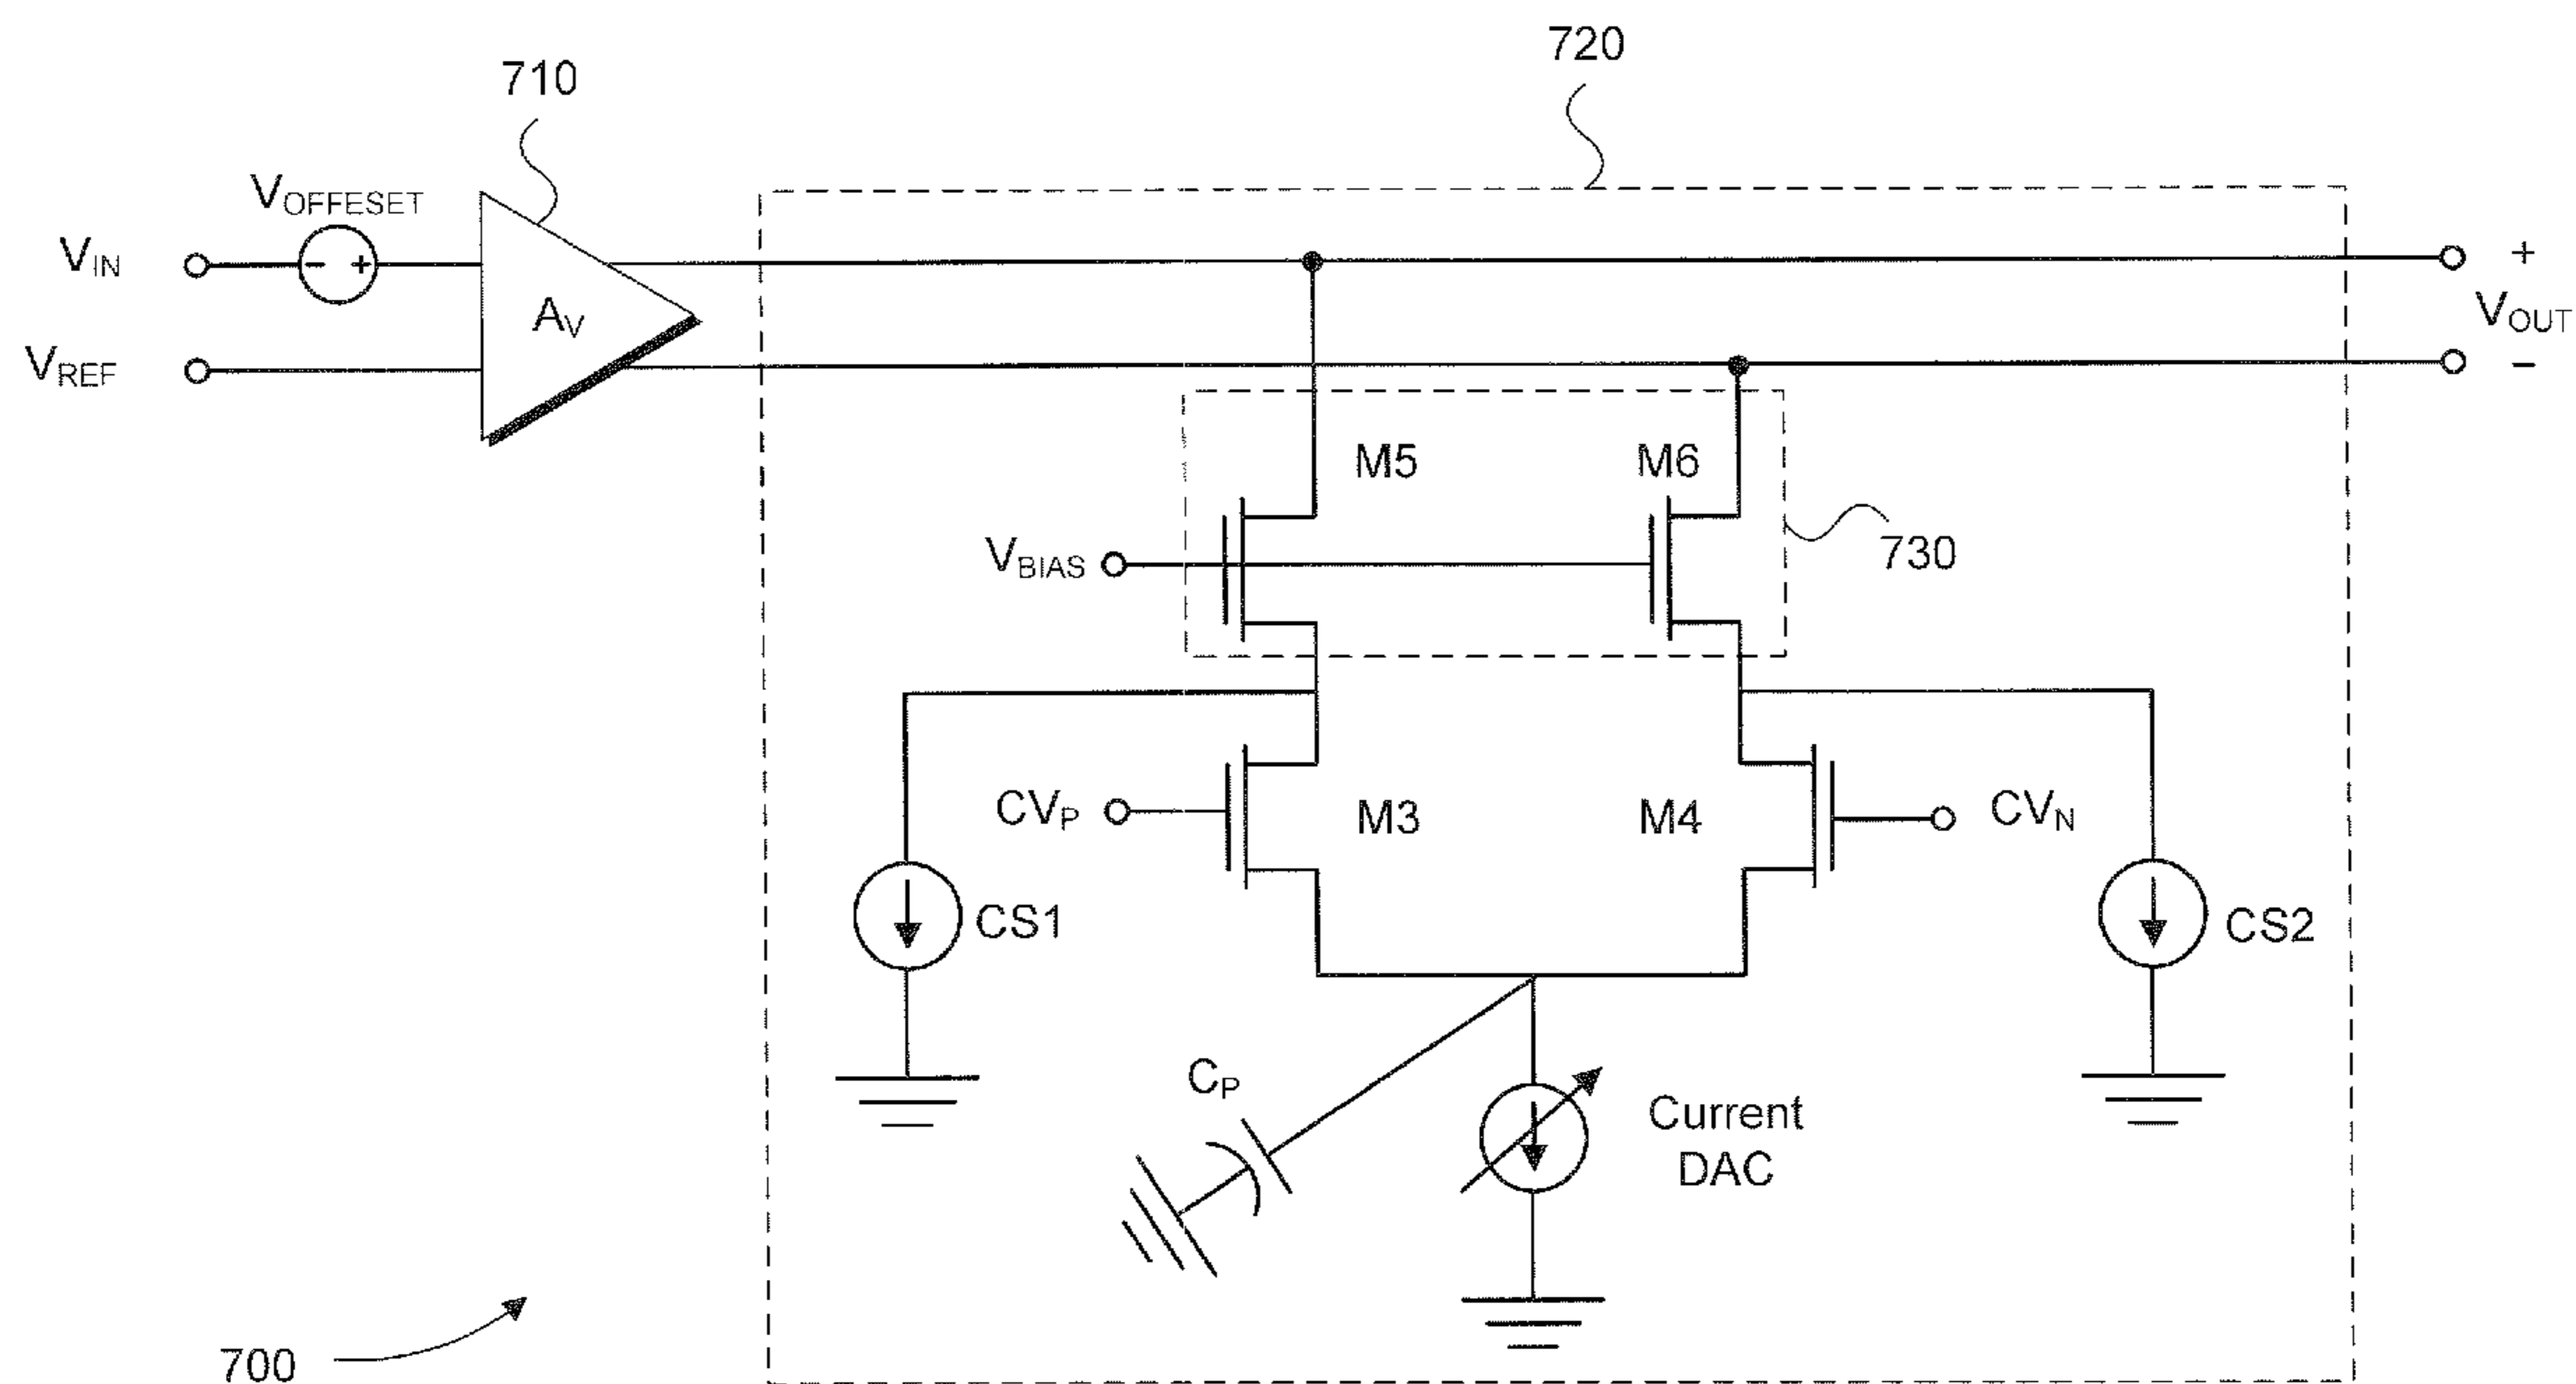 720
710
VOFFESET
VIN
+
AV
VOUT
VREF
−
M5
M6
VBIAS
730
CVP
M3
M4
CVN
CS1
CS2
CP
Current
DAC
700